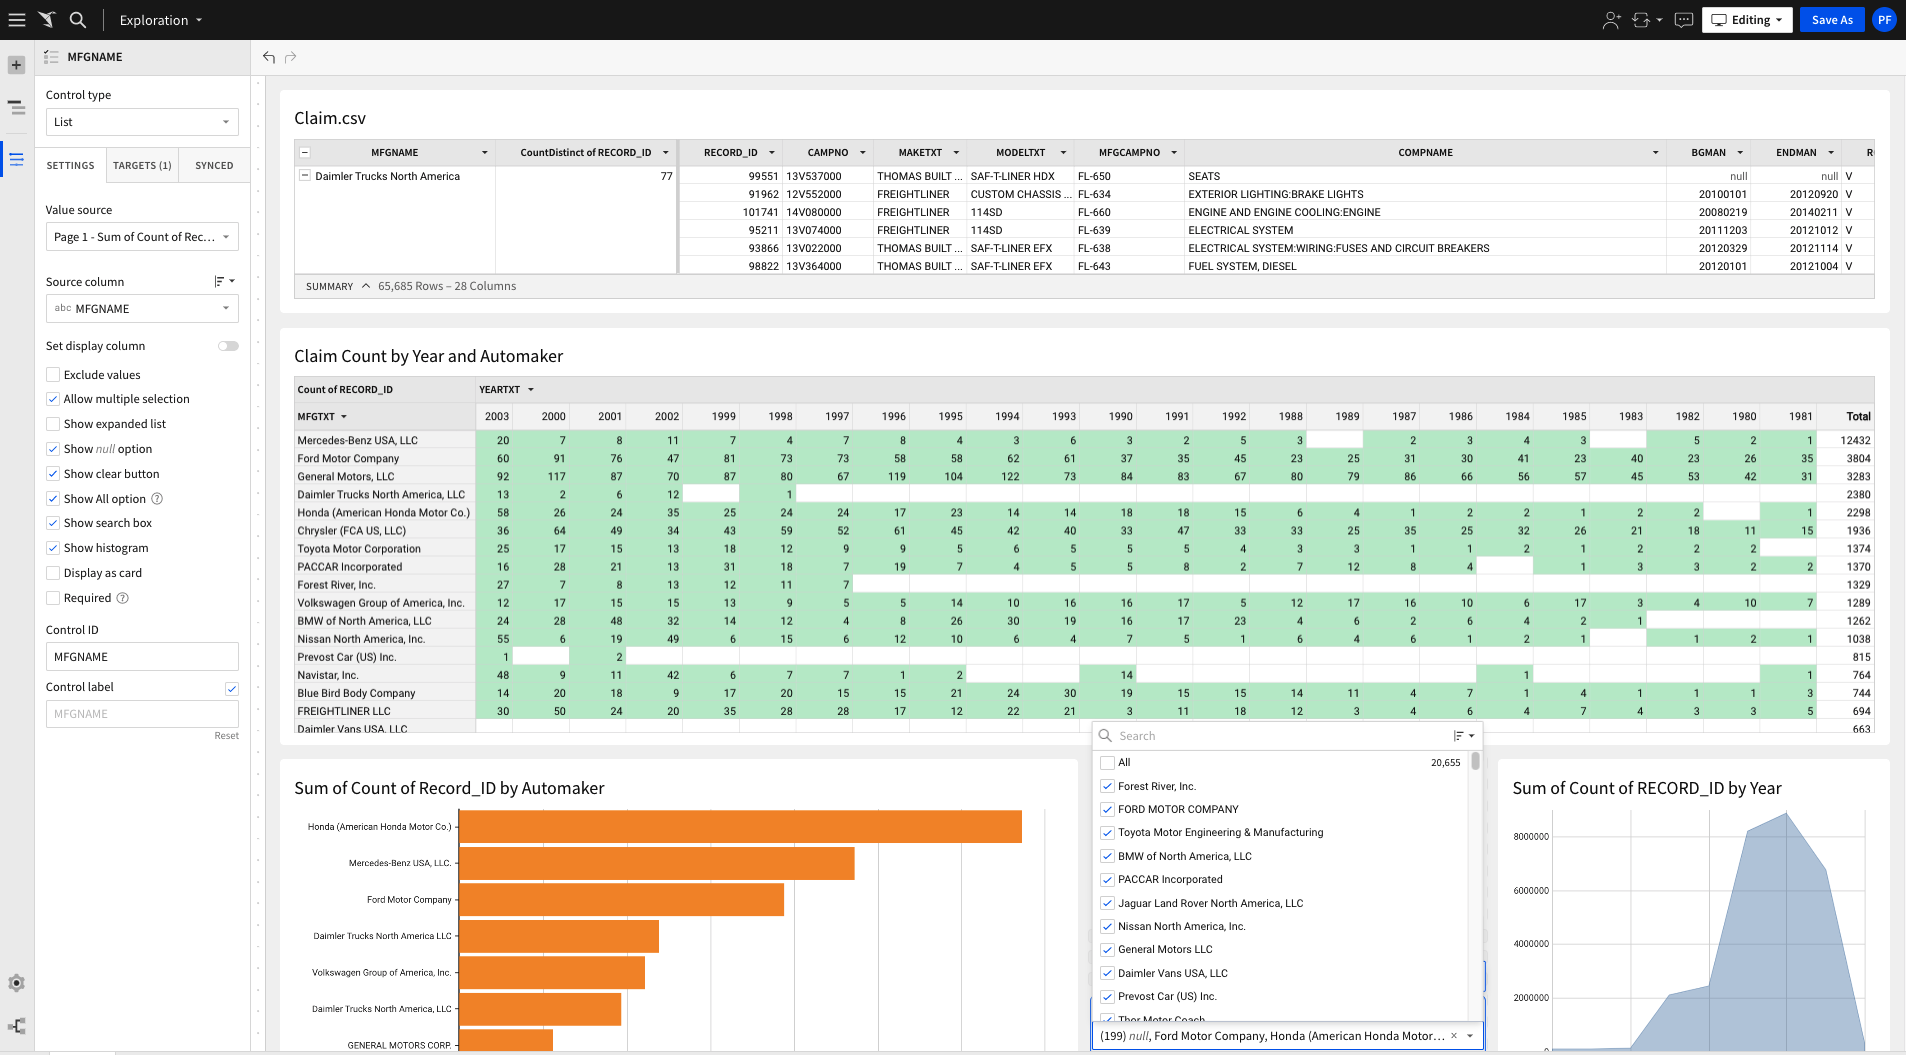 Exploration
Editing
Save As
PF
MFGNAME
Control type
List
SETTINGS
TARGETS (1)
SYNCED
Value source
Page 1 - Sum of Count of Rec...
Source column
abc MFGNAME
Set display column
Exclude values
Allow multiple selection
Show expanded list
Show null option
Show clear button
Show All option
Show search box
Show histogram
Display as card
Required
Control ID
MFGNAME
Control label
MFGNAME
Reset
Claim.csv
MFGNAME CountDistinct of RECORD_ID RECORD_ID CAMPNO MAKETXT MODELTXT MFGCAMPNO COMPNAME BGMAN ENDMAN
Daimler Trucks North America 77 99551 13V537000 THOMAS BUILT ... SAF-T-LINER HDX FL-650 SEATS null null V
91962 12V552000 FREIGHTLINER CUSTOM CHASSIS ... FL-634 EXTERIOR LIGHTING:BRAKE LIGHTS 20100101 20120920 V
101741 14V080000 FREIGHTLINER 114SD FL-660 ENGINE AND ENGINE COOLING:ENGINE 20080219 20140211 V
95211 13V074000 FREIGHTLINER 114SD FL-639 ELECTRICAL SYSTEM 20111203 20121012 V
93866 13V022000 THOMAS BUILT ... SAF-T-LINER EFX FL-638 ELECTRICAL SYSTEM:WIRING:FUSES AND CIRCUIT BREAKERS 20120329 20121114 V
98822 13V364000 THOMAS BUILT ... SAF-T-LINER EFX FL-643 FUEL SYSTEM, DIESEL 20120101 20121004 V
SUMMARY 65,685 Rows – 28 Columns
Claim Count by Year and Automaker
Count of RECORD_ID YEARTXT
MFGTXT 2003 2000 2001 2002 1999 1998 1997 1996 1995 1994 1993 1990 1991 1992 1988 1989 1987 1986 1984 1985 1983 1982 1980 1981 Total
Mercedes-Benz USA, LLC 20 7 8 11 7 4 7 8 4 3 6 3 2 5 3 2 3 4 3 5 2 1 12432
Ford Motor Company 60 91 76 47 81 73 73 58 58 62 61 37 35 45 23 25 31 30 41 23 40 23 26 35 3804
General Motors, LLC 92 117 87 70 87 80 67 119 104 122 73 84 83 67 80 79 86 66 56 57 45 53 42 31 3283
Daimler Trucks North America, LLC 13 2 6 12 1 2380
Honda (American Honda Motor Co.) 58 26 24 35 25 24 24 17 23 14 14 18 18 15 6 4 1 2 2 1 2 2 1 2298
Chrysler (FCA US, LLC) 36 64 49 34 43 59 52 61 45 42 40 33 47 33 33 25 35 25 32 26 21 18 11 15 1936
Toyota Motor Corporation 25 17 15 13 18 12 9 9 5 6 5 5 5 4 3 3 1 1 2 1 2 2 2 1374
PACCAR Incorporated 16 28 21 13 31 18 7 19 7 4 5 5 8 2 7 12 8 4 1 3 3 2 2 1370
Forest River, Inc. 27 7 8 13 12 11 7 1329
Volkswagen Group of America, Inc. 12 17 15 15 13 9 5 5 14 10 16 16 17 5 12 17 16 10 6 17 3 4 10 7 1289
BMW of North America, LLC 24 28 48 32 14 12 4 8 26 30 19 16 17 23 4 6 2 6 4 2 1 1262
Nissan North America, Inc. 55 6 19 49 6 15 6 12 10 6 4 7 5 1 6 4 6 1 2 1 1 2 1 1038
Prevost Car (US) Inc. 1 2 815
Navistar, Inc. 48 9 11 42 6 7 7 1 2 14 1 1 764
Blue Bird Body Company 14 20 18 9 17 20 15 15 21 24 30 19 15 15 14 11 4 7 1 4 1 1 1 3 744
FREIGHTLINER LLC 30 50 24 20 35 28 28 17 12 22 21 3 11 18 12 3 4 6 4 7 4 3 3 5 694
Daimler Vans USA, LLC 663
Sum of Count of Record_ID by Automaker
Honda (American Honda Motor Co.)
Mercedes-Benz USA, LLC.
Ford Motor Company
Daimler Trucks North America LLC
Volkswagen Group of America, Inc.
Daimler Trucks North America, LLC
GENERAL MOTORS CORP.
Search
All 20,655
Forest River, Inc.
FORD MOTOR COMPANY
Toyota Motor Engineering & Manufacturing
BMW of North America, LLC
PACCAR Incorporated
Jaguar Land Rover North America, LLC
Nissan North America, Inc.
General Motors LLC
Daimler Vans USA, LLC
Prevost Car (US) Inc.
Thor Motor Coach
(199) null, Ford Motor Company, Honda (American Honda Motor...
Sum of Count of RECORD_ID by Year
8000000
6000000
4000000
2000000
0